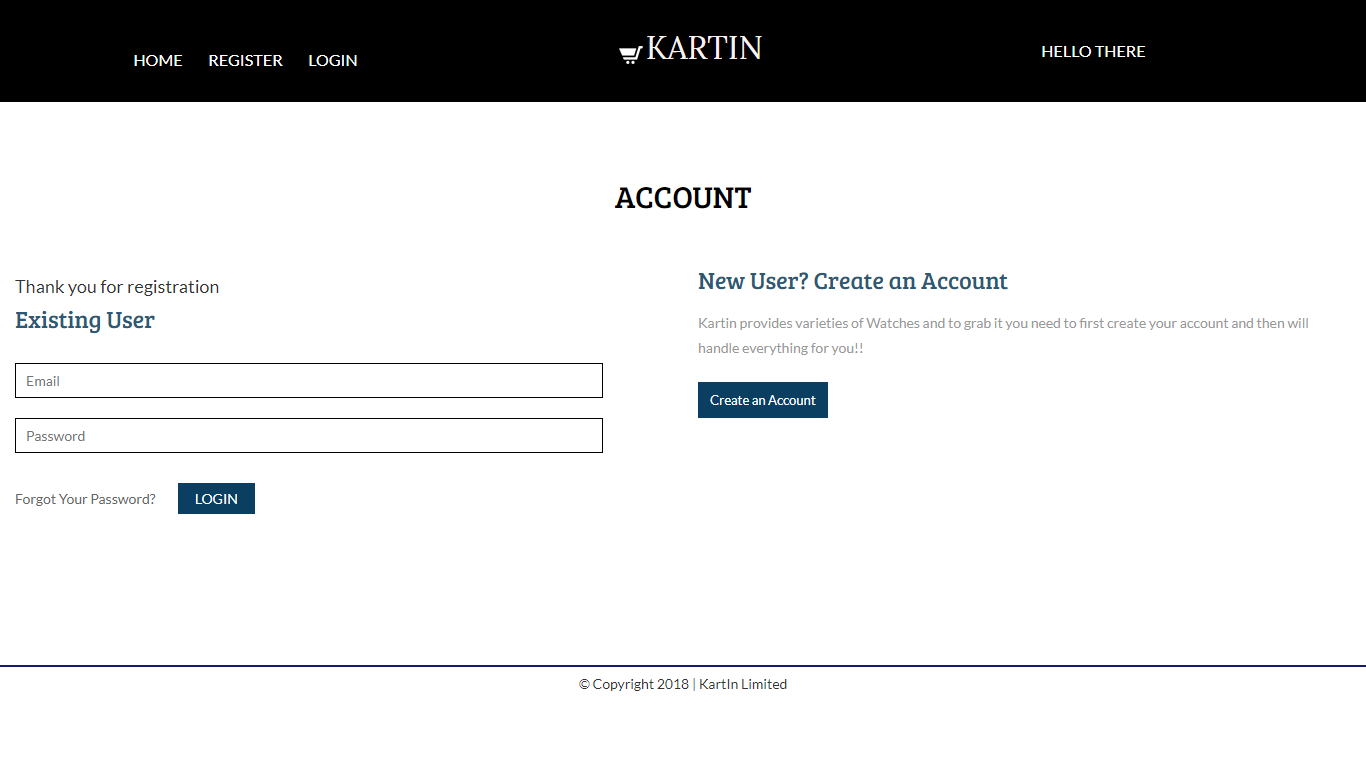 HOME REGISTER LOGIN
KARTIN
HELLO THERE
ACCOUNT
Thank you for registration
Existing User
Email
Password
Forgot Your Password? LOGIN
New User? Create an Account
Kartin provides varieties of Watches and to grab it you need to first create your account and then will
handle everything for you!!
Create an Account
© Copyright 2018 | KartIn Limited